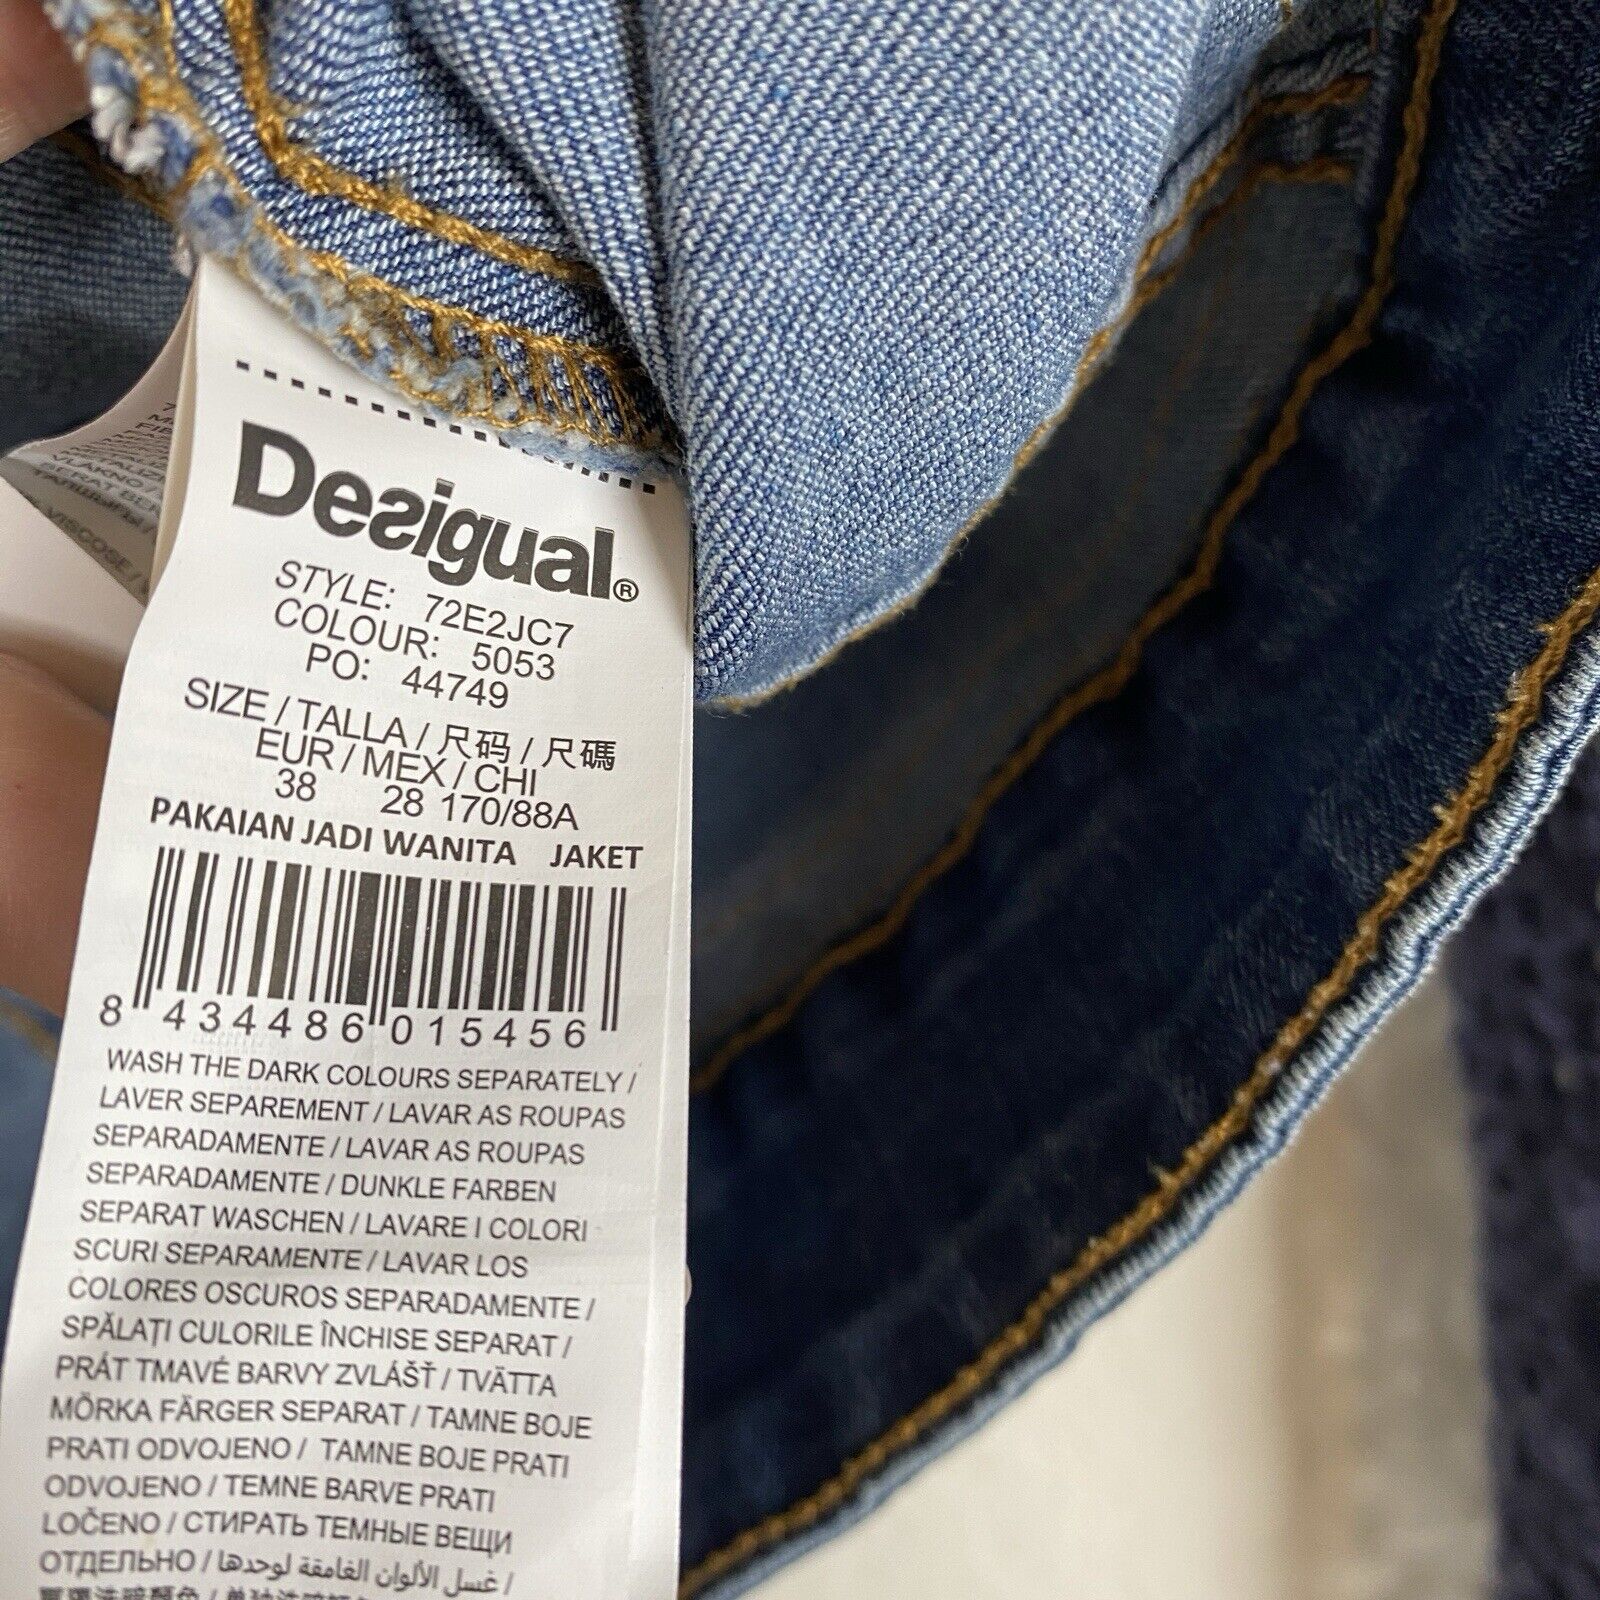 Desigual®
STYLE: 72E2JC7
COLOUR: 5053
PO: 44749
SIZE / TALLA / 尺码 / 尺碼
EUR / MEX / CHI
38 28 170/88A
PAKAIAN JADI WANITA JAKET
8 434486 015456
WASH THE DARK COLOURS SEPARATELY /
LAVER SEPAREMENT / LAVAR AS ROUPAS
SEPARADAMENTE / LAVAR AS ROUPAS
SEPARADAMENTE / DUNKLE FARBEN
SEPARAT WASCHEN / LAVARE I COLORI
SCURI SEPARAMENTE / LAVAR LOS
COLORES OSCUROS SEPARADAMENTE /
SPĂLAȚI CULORILE ÎNCHISE SEPARAT /
PRÁT TMAVÉ BARVY ZVLÁŠŤ / TVÄTTA
MÖRKA FÄRGER SEPARAT / TAMNE BOJE
PRATI ODVOJENO / TAMNE BOJE PRATI
ODVOJENO / TEMNE BARVE PRATI
LOČENO / СТИРАТЬ ТЕМНЫЕ ВЕЩИ
ОТДЕЛЬНО / غسل الألوان الغامقة لوحدها /
VISCOSE /